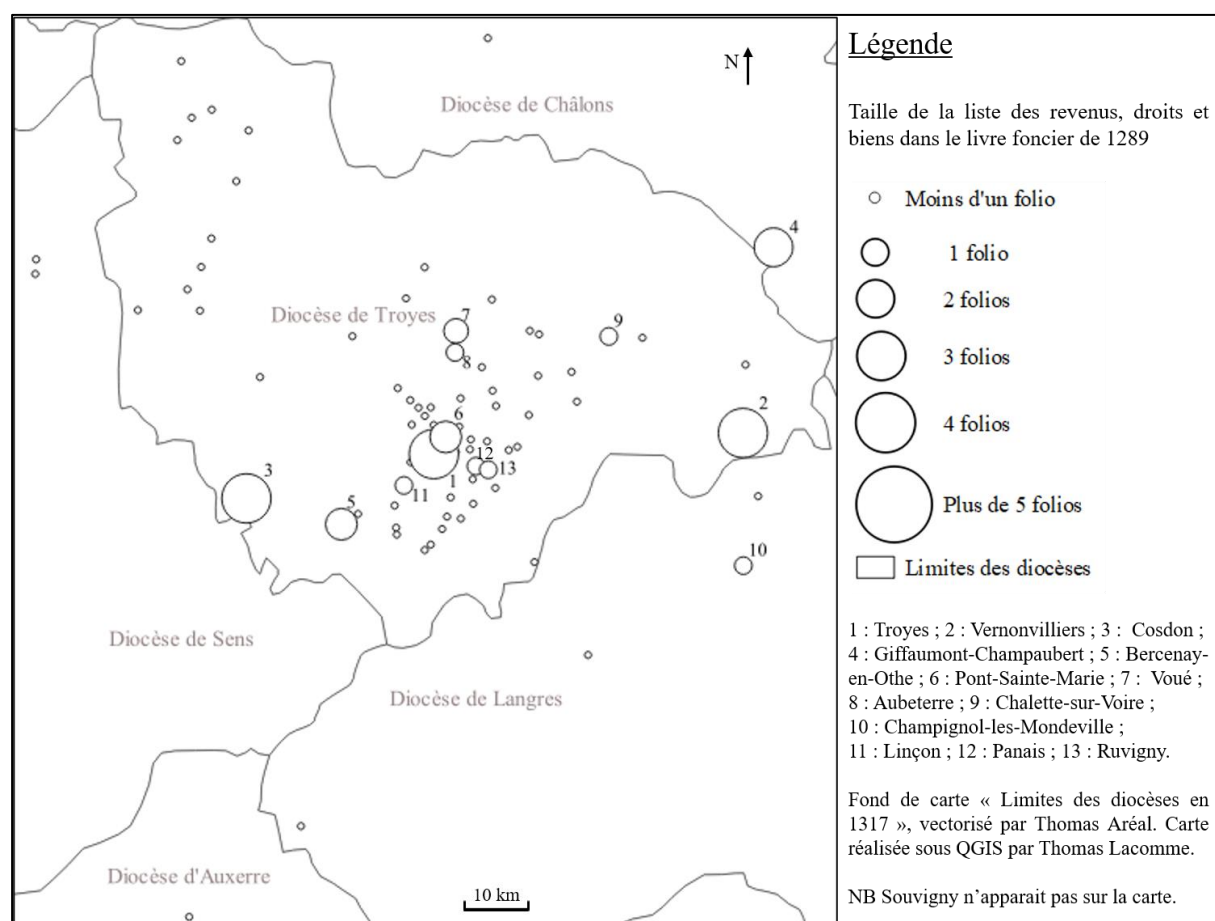 N
Diocèse de Châlons
4
Diocèse de Troyes
7
9
8
2
6
3
12
13
1
5
11
10
Diocèse de Sens
Diocèse de Langres
Diocèse d'Auxerre
10 km
Légende
Taille de la liste des revenus, droits et
biens dans le livre foncier de 1289
Moins d'un folio
1 folio
2 folios
3 folios
4 folios
Plus de 5 folios
Limites des diocèses
1 : Troyes ; 2 : Vernonvilliers ; 3 : Cosdon ;
4 : Giffaumont-Champaubert ; 5 : Bercenay-
en-Othe ; 6 : Pont-Sainte-Marie ; 7 : Voué ;
8 : Aubeterre ; 9 : Chalette-sur-Voire ;
10 : Champignol-les-Mondeville ;
11 : Linçon ; 12 : Panais ; 13 : Ruvigny.
Fond de carte « Limites des diocèses en
1317 », vectorisé par Thomas Aréal. Carte
réalisée sous QGIS par Thomas Lacomme.
NB Souvigny n’apparait pas sur la carte.